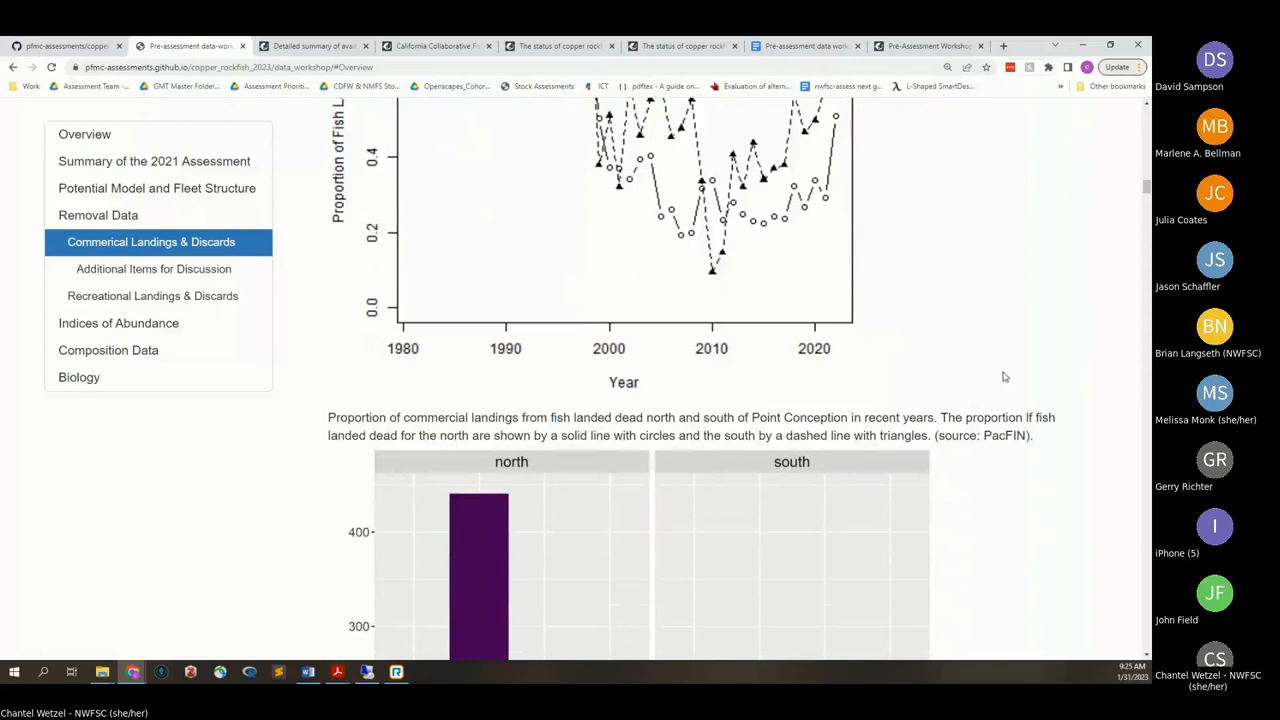 pfmc-assessments/copper
Pre-assessment data-work
Detailed summary of avai
California Collaborative Fi
The status of copper rockfi
The status of copper rockf
Pre-assessment data work
Pre-Assessment Workshop
Update
pfmc-assessments.github.io/copper_rockfish_2023/data_workshop/#Overview
Work
Assessment Team -...
GMT Master Folder...
Assessment Prioriti...
CDFW & NMFS Sto...
Openscapes_Cohor...
Stock Assessments
ICT
pdftex - A guide on...
Evaluation of altern...
nwfsc-assess next g...
L-Shaped SmartDes...
»
Other bookmarks
Overview
Summary of the 2021 Assessment
Potential Model and Fleet Structure
Removal Data
Commerical Landings & Discards
Additional Items for Discussion
Recreational Landings & Discards
Indices of Abundance
Composition Data
Biology
Proportion of Fish L
0.4
0.2
0.0
1980 1990 2000 2010 2020
Year
Proportion of commercial landings from fish landed dead north and south of Point Conception in recent years. The proportion lf fish
landed dead for the north are shown by a solid line with circles and the south by a dashed line with triangles. (source: PacFIN).
north south
400
300
9:25 AM
1/31/2023
DS
David Sampson
MB
Marlene A. Bellman
JC
Julia Coates
JS
Jason Schaffler
BN
Brian Langseth (NWFSC)
MS
Melissa Monk (she/her)
GR
Gerry Richter
I
iPhone (5)
JF
John Field
CS
Chantel Wetzel - NWFSC
(she/her)
Chantel Wetzel - NWFSC (she/her)